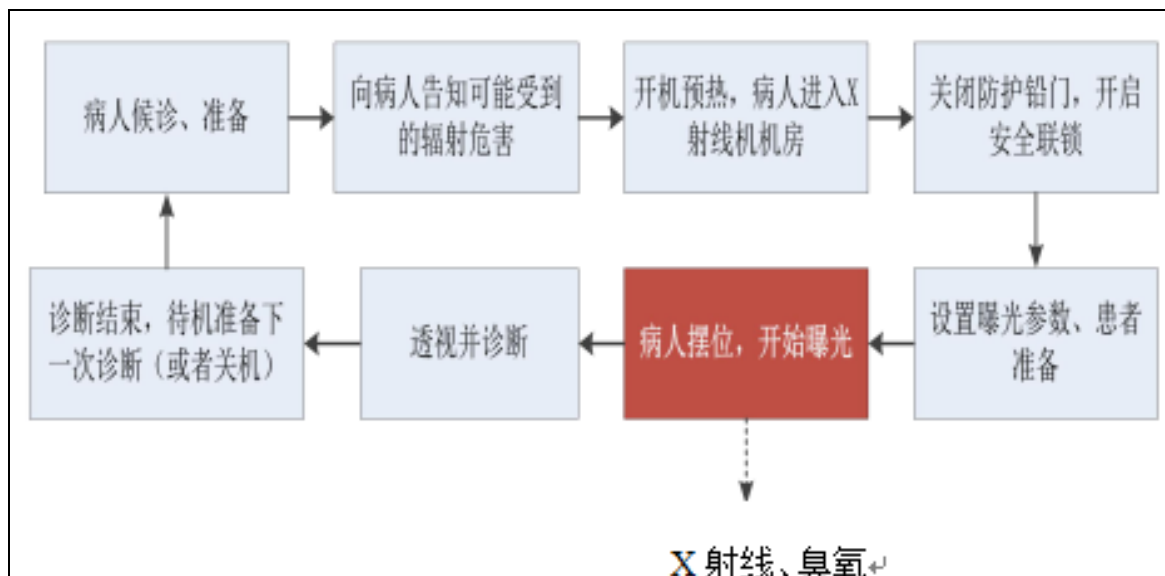 病人候诊、准备
向病人告知可能受到
的辐射危害
开机预热，病人进入X
射线机机房
关闭防护铅门，开启
安全联锁
设置曝光参数、患者
准备
病人摆位，开始曝光
透视并诊断
诊断结束，待机准备下
一次诊断（或者关机）
X 射线、臭氧↵